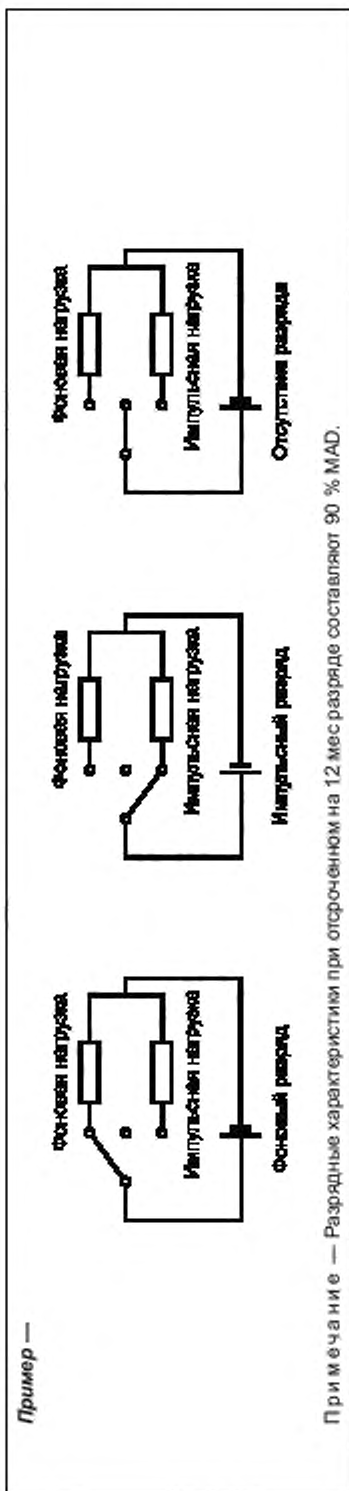 Пример —
Фоновая нагрузка
Импульсная нагрузка
Фоновый разряд
Фоновая нагрузка
Импульсная нагрузка
Импульсный разряд
Фоновая нагрузка
Импульсная нагрузка
Отсутствие разряда
Примечание — Разрядные характеристики при отсроченном на 12 мес разряде составляют 90 % MAD.